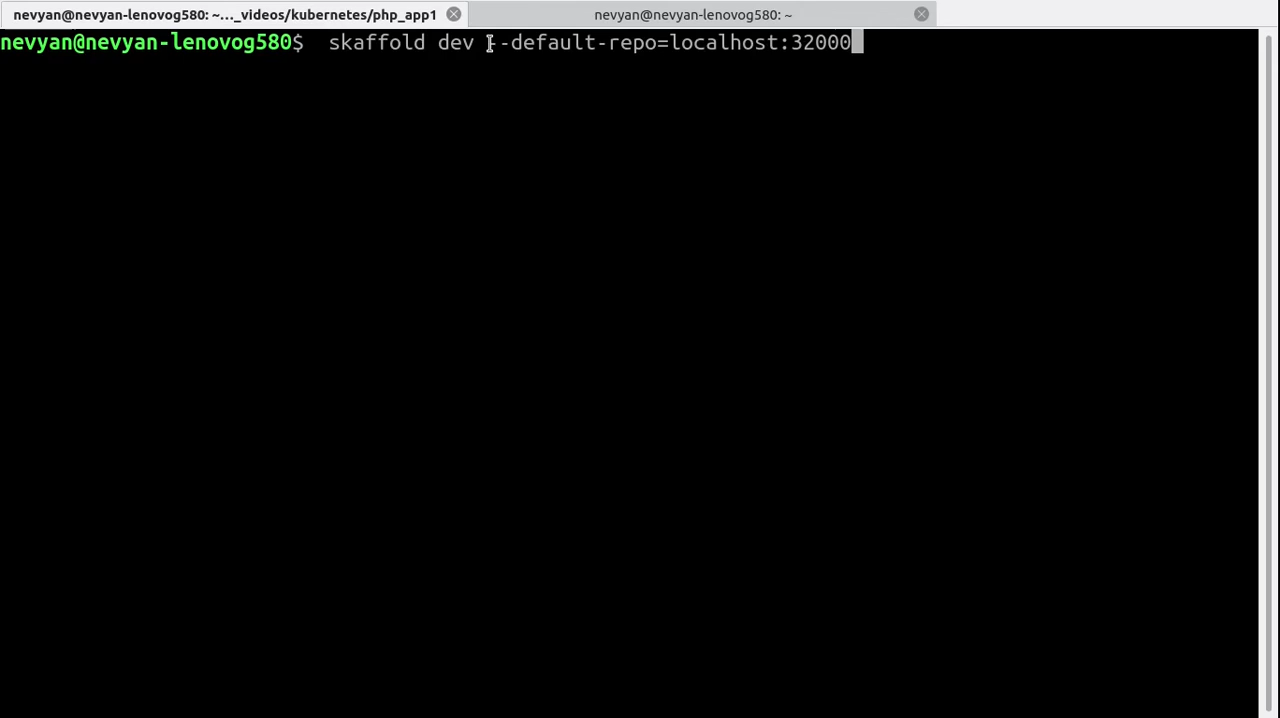 nevyan@nevyan-lenovog580: ~..._videos/kubernetes/php_app1
nevyan@nevyan-lenovog580: ~
nevyan@nevyan-lenovog580$ skaffold dev --default-repo=localhost:32000